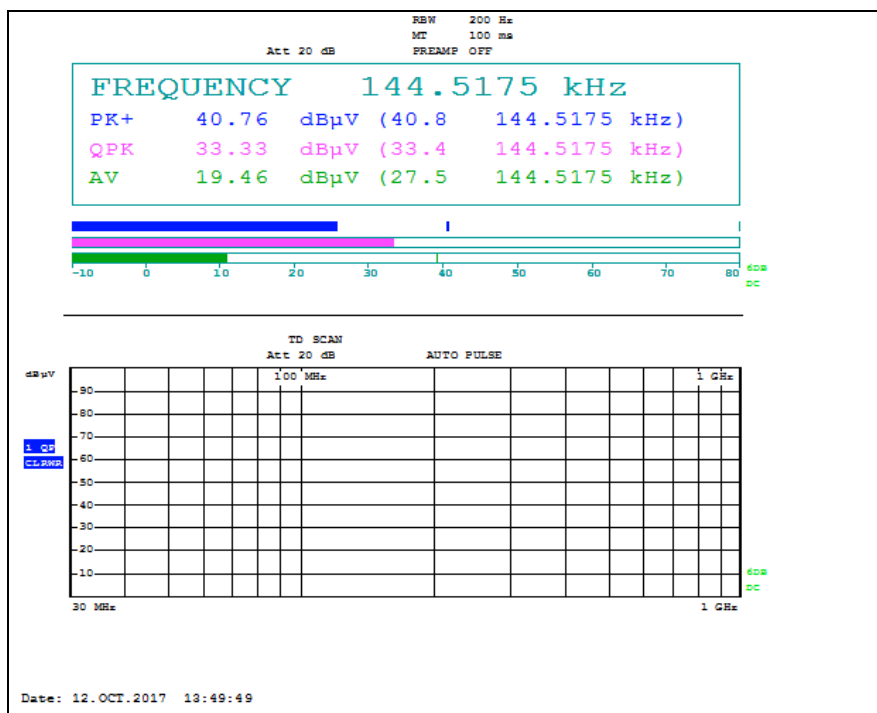 RBW 200 Hz
MT 100 ms
Att 20 dB PREAMP OFF
FREQUENCY 144.5175 kHz
PK+ 40.76 dBµV (40.8 144.5175 kHz)
QPK 33.33 dBµV (33.4 144.5175 kHz)
AV 19.46 dBµV (27.5 144.5175 kHz)
-10 0 10 20 30 40 50 60 70 80
6DB
DC
TD SCAN
Att 20 dB AUTO PULSE
dBµV
100 MHz 1 GHz
90
80
70
1 QP
60
CLRWR
50
40
30
20
10
6DB
DC
30 MHz 1 GHz
Date: 12.OCT.2017 13:49:49